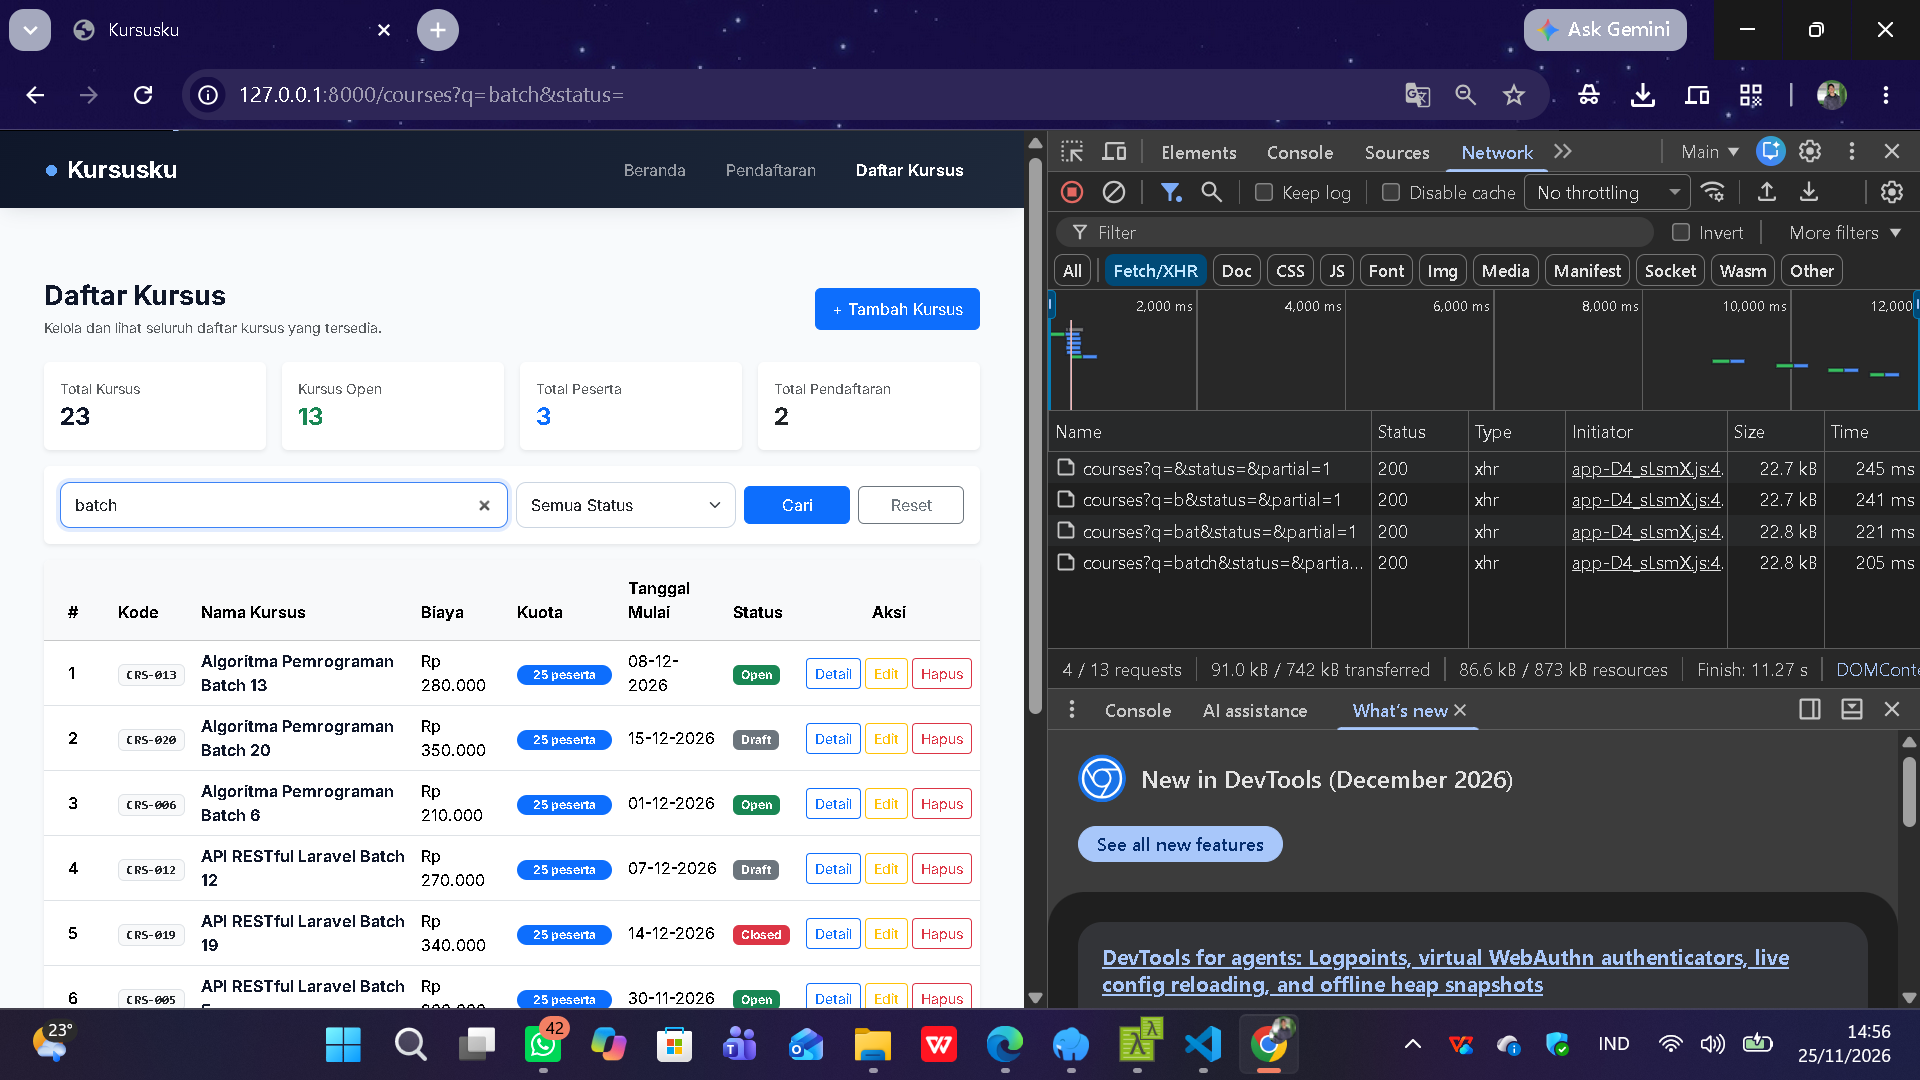 Kursusku
Ask Gemini
127.0.0.1:8000/courses?q=batch&status=
Kursusku
Beranda
Pendaftaran
Daftar Kursus
Daftar Kursus
Kelola dan lihat seluruh daftar kursus yang tersedia.
+ Tambah Kursus
Total Kursus
23
Kursus Open
13
Total Peserta
3
Total Pendaftaran
2
batch
Semua Status
Cari
Reset
# Kode Nama Kursus Biaya Kuota Tanggal Mulai Status Aksi
1 CRS-013 Algoritma Pemrograman Batch 13 Rp 280.000 25 peserta 08-12-2026 Open Detail Edit Hapus
2 CRS-020 Algoritma Pemrograman Batch 20 Rp 350.000 25 peserta 15-12-2026 Draft Detail Edit Hapus
3 CRS-006 Algoritma Pemrograman Batch 6 Rp 210.000 25 peserta 01-12-2026 Open Detail Edit Hapus
4 CRS-012 API RESTful Laravel Batch 12 Rp 270.000 25 peserta 07-12-2026 Draft Detail Edit Hapus
5 CRS-019 API RESTful Laravel Batch 19 Rp 340.000 25 peserta 14-12-2026 Closed Detail Edit Hapus
6 CRS-005 API RESTful Laravel Batch Rp 25 peserta 30-11-2026 Open Detail Edit Hapus
Elements
Console
Sources
Network
Main
Keep log
Disable cache
No throttling
Filter
Invert
More filters
All
Fetch/XHR
Doc
CSS
JS
Font
Img
Media
Manifest
Socket
Wasm
Other
2,000 ms
4,000 ms
6,000 ms
8,000 ms
10,000 ms
12,000
Name Status Type Initiator Size Time
courses?q=&status=&partial=1 200 xhr app-D4_sLsmX.js:4. 22.7 kB 245 ms
courses?q=b&status=&partial=1 200 xhr app-D4_sLsmX.js:4. 22.7 kB 241 ms
courses?q=bat&status=&partial=1 200 xhr app-D4_sLsmX.js:4. 22.8 kB 221 ms
courses?q=batch&status=&partia... 200 xhr app-D4_sLsmX.js:4. 22.8 kB 205 ms
4 / 13 requests
91.0 kB / 742 kB transferred
86.6 kB / 873 kB resources
Finish: 11.27 s
DOMConte
Console
AI assistance
What's new
New in DevTools (December 2026)
See all new features
DevTools for agents: Logpoints, virtual WebAuthn authenticators, live
config reloading, and offline heap snapshots
23°
42
IND
14:56
25/11/2026